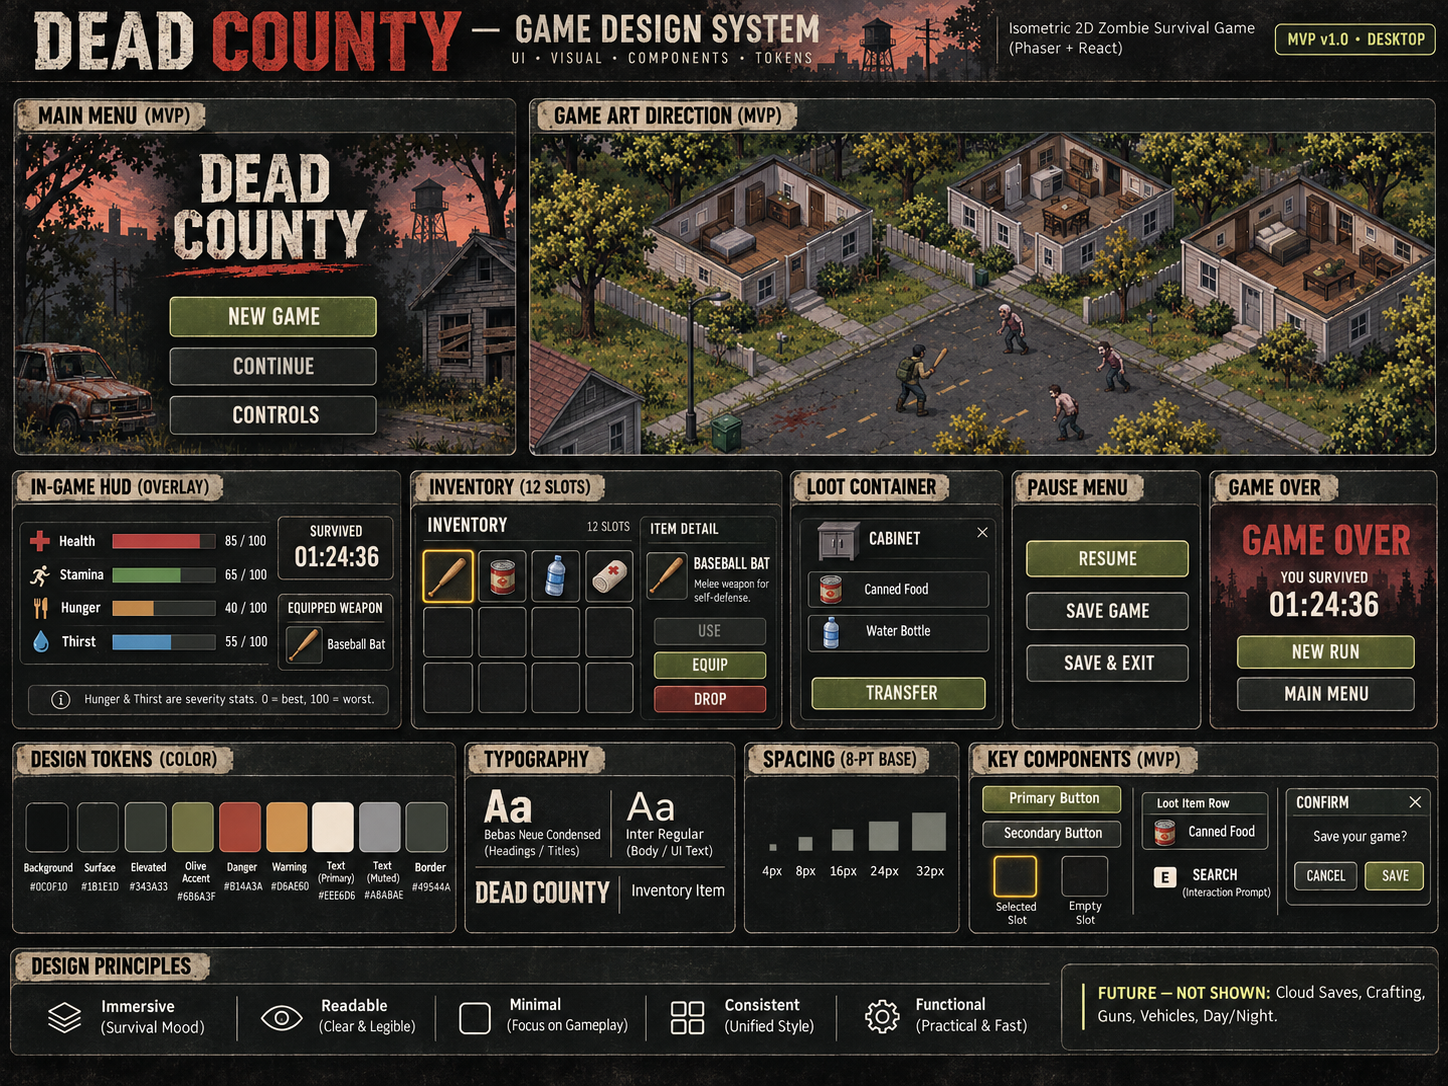 DEAD COUNTY — GAME DESIGN SYSTEM
UI • VISUAL • COMPONENTS • TOKENS
Isometric 2D Zombie Survival Game
(Phaser + React)
MVP v1.0 • DESKTOP
MAIN MENU (MVP)
DEAD
COUNTY
NEW GAME
CONTINUE
CONTROLS
GAME ART DIRECTION (MVP)
IN-GAME HUD (OVERLAY)
Health 85 / 100
Stamina 65 / 100
Hunger 40 / 100
Thirst 55 / 100
SURVIVED
01:24:36
EQUIPPED WEAPON
Baseball Bat
Hunger & Thirst are severity stats. 0 = best, 100 = worst.
INVENTORY (12 SLOTS)
INVENTORY 12 SLOTS
ITEM DETAIL
BASEBALL BAT
Melee weapon for
self-defense.
USE
EQUIP
DROP
LOOT CONTAINER
CABINET
Canned Food
Water Bottle
TRANSFER
PAUSE MENU
RESUME
SAVE GAME
SAVE & EXIT
GAME OVER
GAME OVER
YOU SURVIVED
01:24:36
NEW RUN
MAIN MENU
DESIGN TOKENS (COLOR)
Background
#0C0F10
Surface
#1B1E1D
Elevated
#343A33
Olive
Accent
#6B6A3F
Danger
#B14A3A
Warning
#D6AE60
Text
(Primary)
#EEE6D6
Text
(Muted)
#ABABAE
Border
#49544A
TYPOGRAPHY
Aa
Bebas Neue Condensed
(Headings / Titles)
Aa
Inter Regular
(Body / UI Text)
DEAD COUNTY
Inventory Item
SPACING (8-PT BASE)
4px 8px 16px 24px 32px
KEY COMPONENTS (MVP)
Primary Button
Secondary Button
Selected
Slot
Empty
Slot
Loot Item Row
Canned Food
E SEARCH
(Interaction Prompt)
CONFIRM
Save your game?
CANCEL SAVE
DESIGN PRINCIPLES
Immersive
(Survival Mood)
Readable
(Clear & Legible)
Minimal
(Focus on Gameplay)
Consistent
(Unified Style)
Functional
(Practical & Fast)
FUTURE — NOT SHOWN: Cloud Saves, Crafting,
Guns, Vehicles, Day/Night.